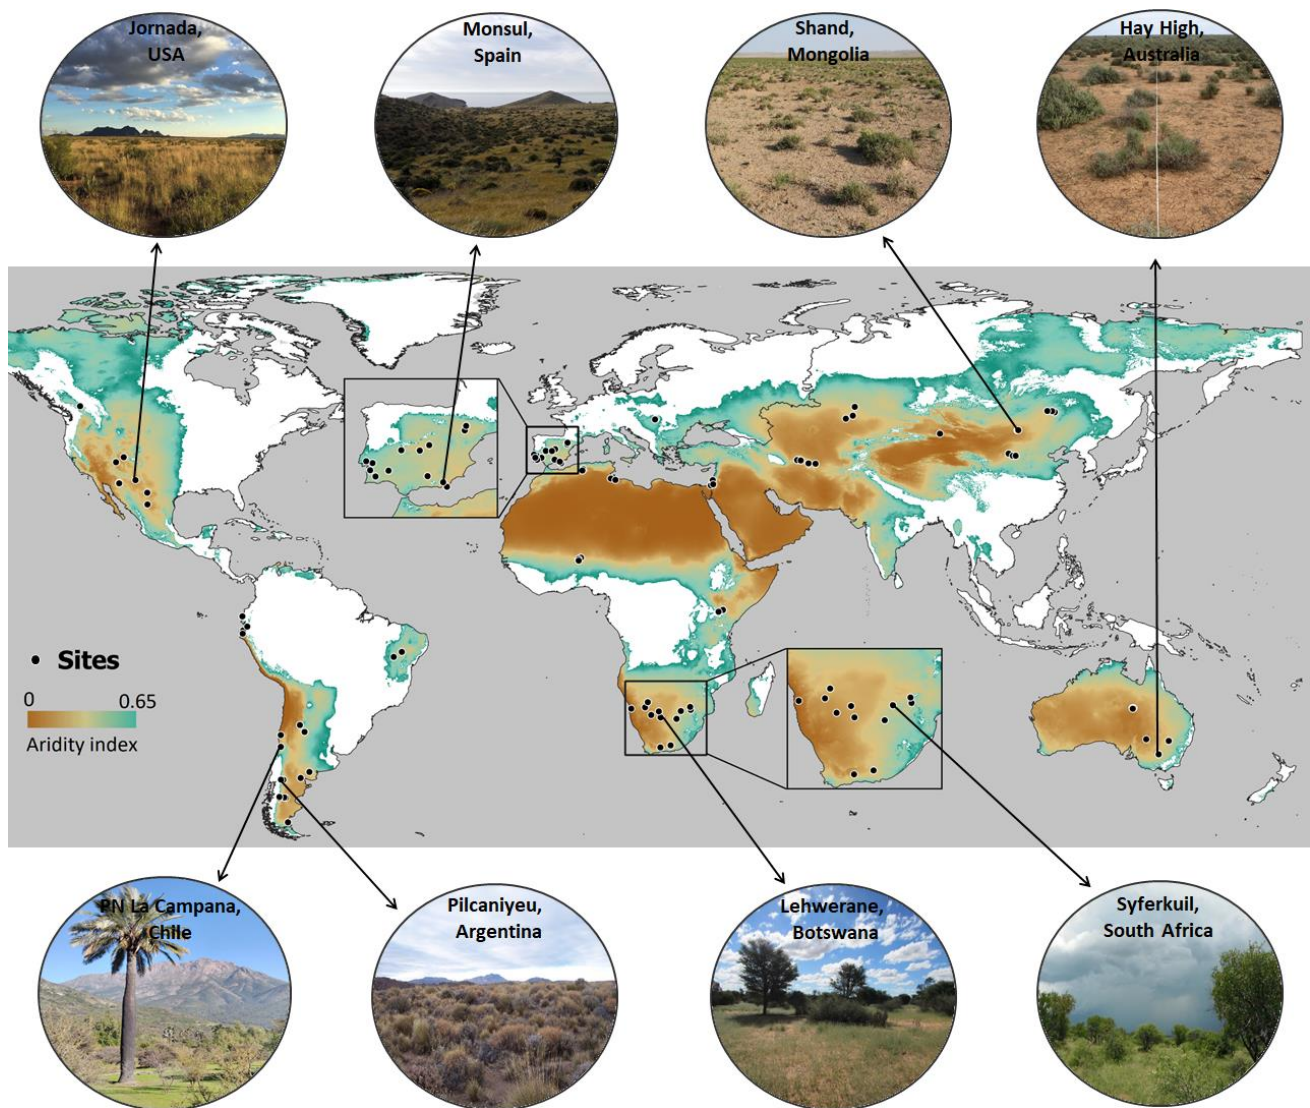 Jornada,
USA
Monsul,
Spain
Shand,
Mongolia
Hay High,
Australia
• Sites
0 0.65
Aridity index
PN La Campana,
Chile
Pilcaniyeu,
Argentina
Lehwerane,
Botswana
Syferkuil,
South Africa